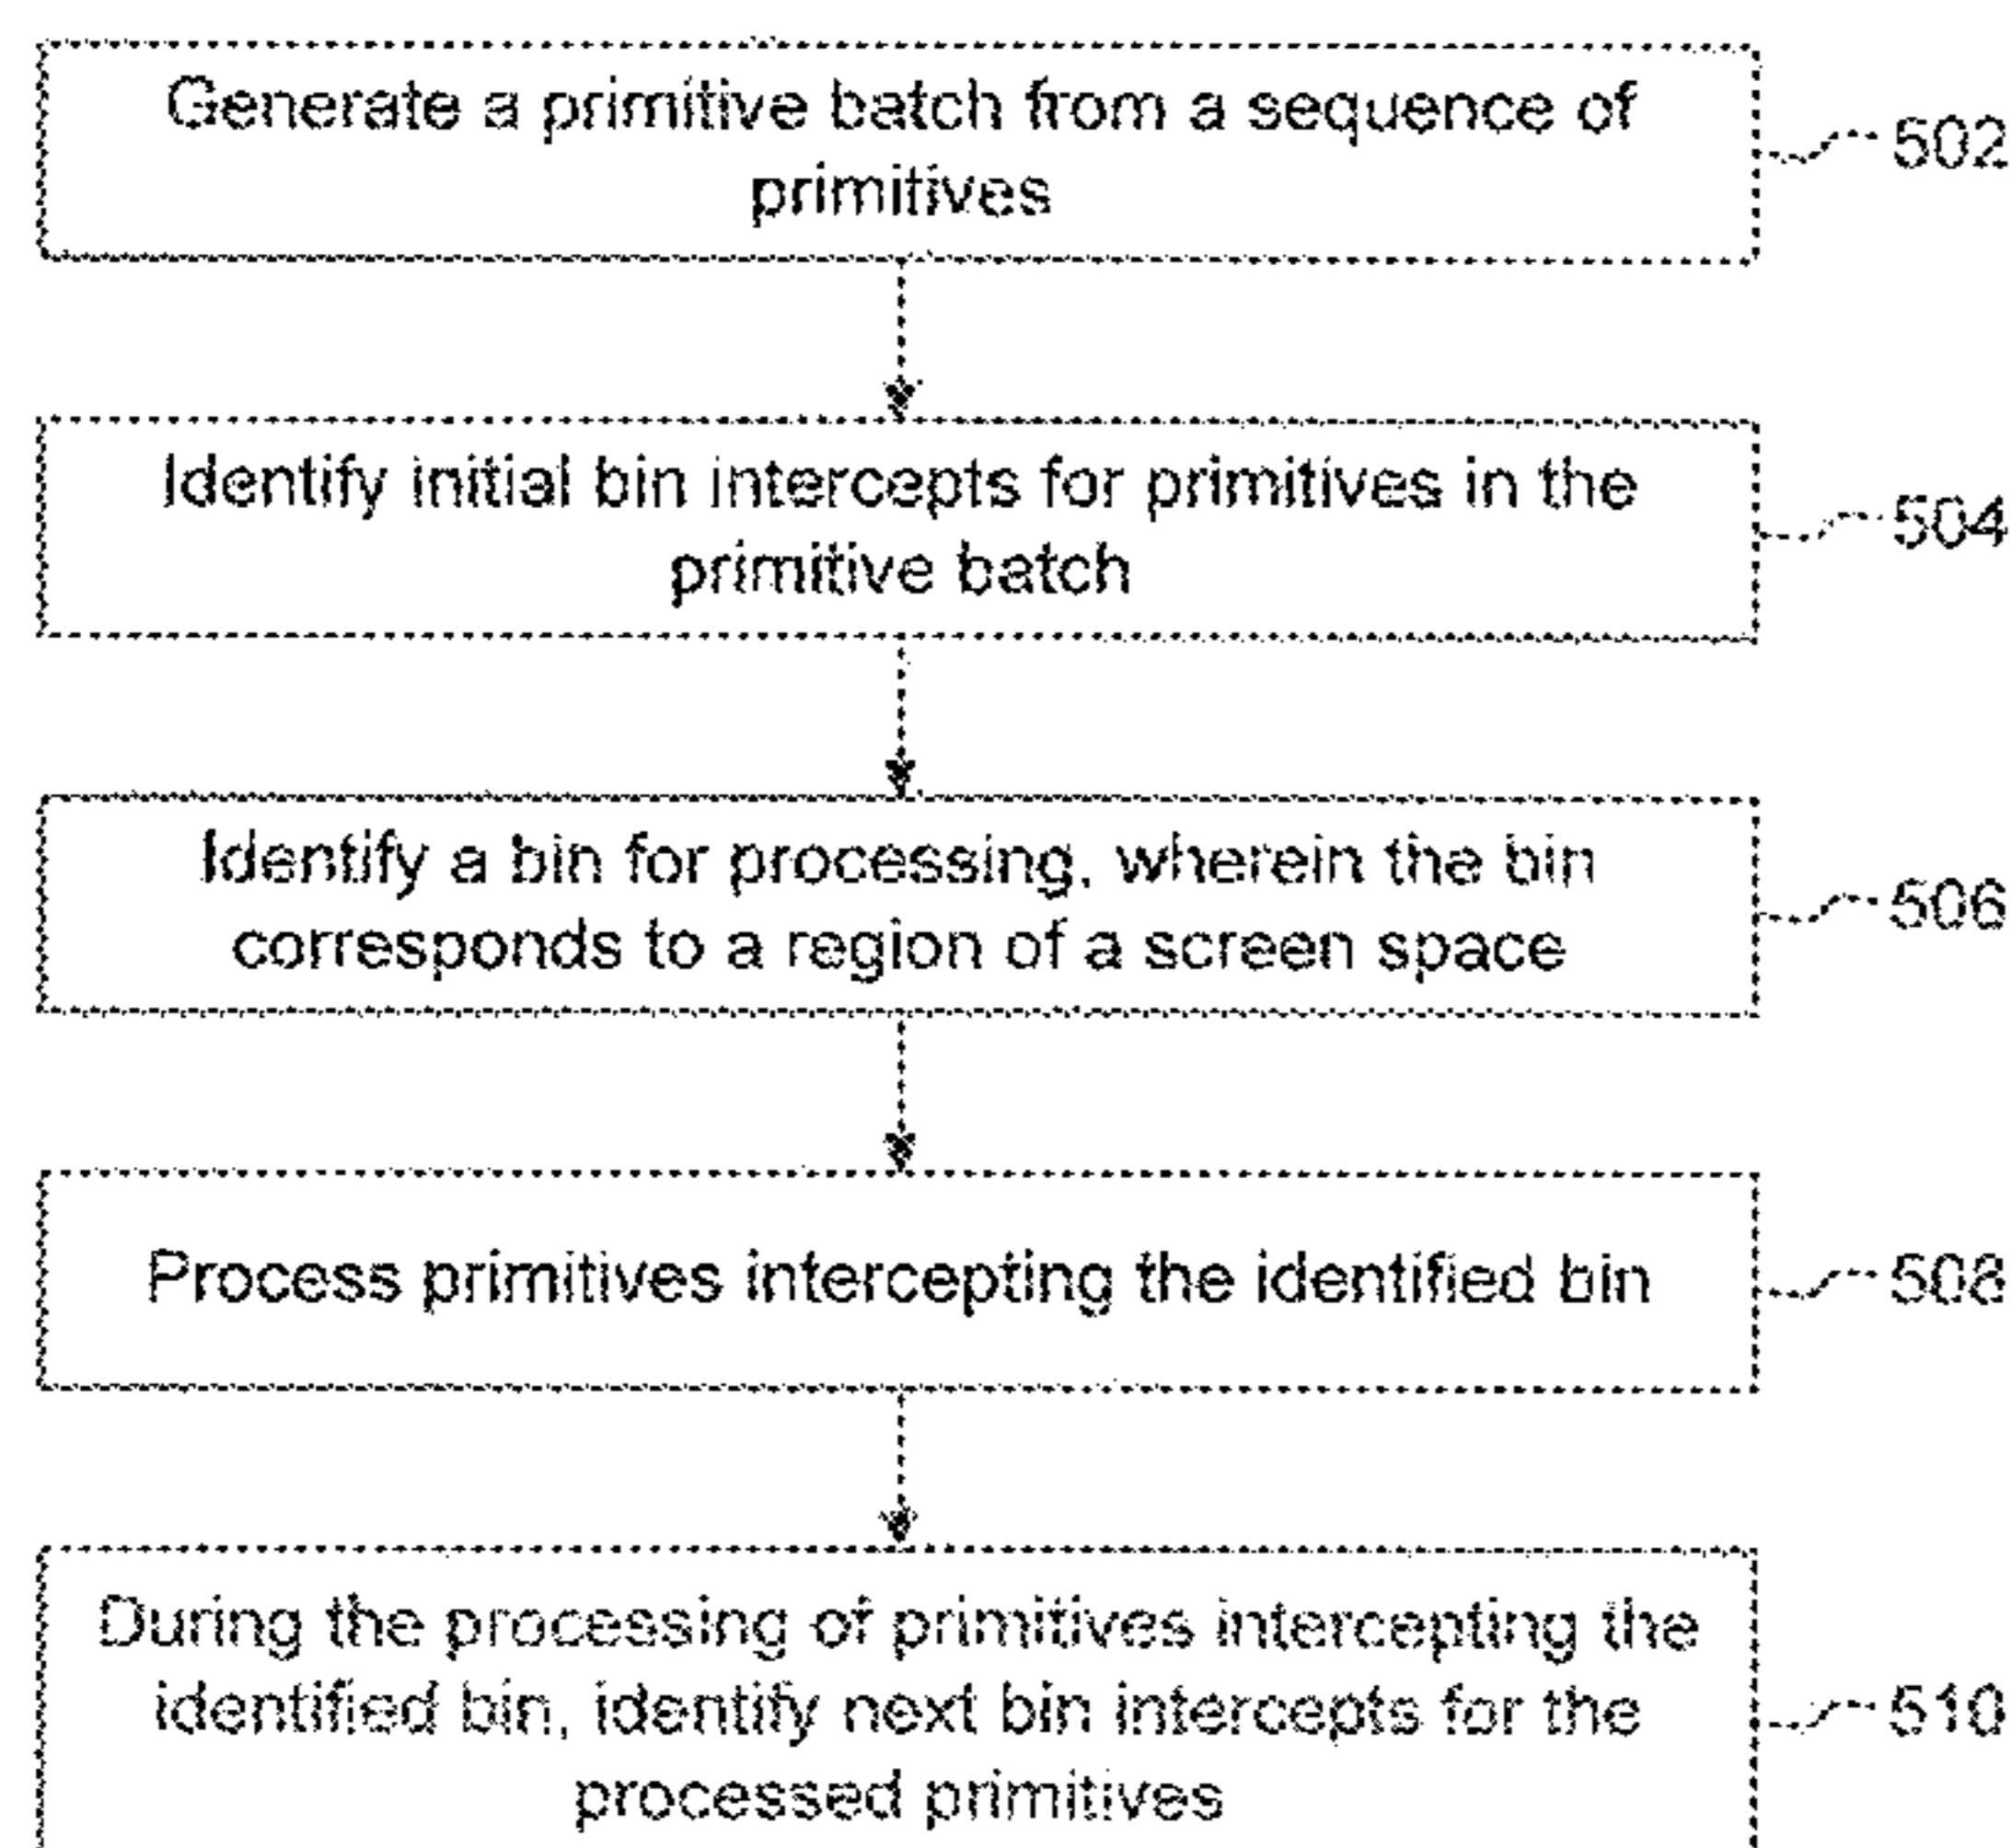 Generate a primitive batch from a sequence of
primitives
502
Identify initial bin intercepts for primitives in the
primitive batch
504
Identify a bin for processing, wherein the bin
corresponds to a region of a screen space
506
Process primitives intercepting the identified bin
508
During the processing of primitives intercepting the
identified bin, identify next bin intercepts for the
processed primitives
510